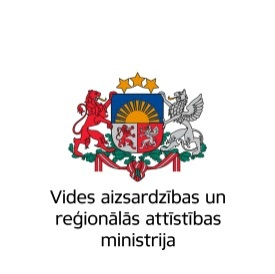 Vides aizsardzības un
reģionālās attīstības
ministrija